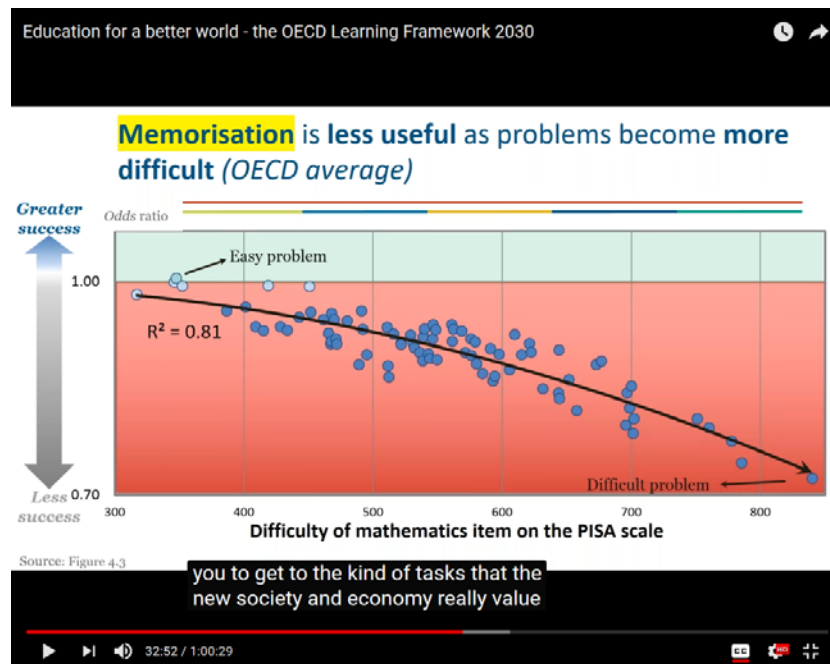 Education for a better world - the OECD Learning Framework 2030
Memorisation is less useful as problems become more
difficult (OECD average)
Greater
success
Odds ratio
Easy problem
1.00
R² = 0.81
Difficult problem
Less
success
0.70
300
400
500
600
700
800
Difficulty of mathematics item on the PISA scale
Source: Figure 4.3
you to get to the kind of tasks that the
new society and economy really value
32:52 / 1:00:29
CC
HD